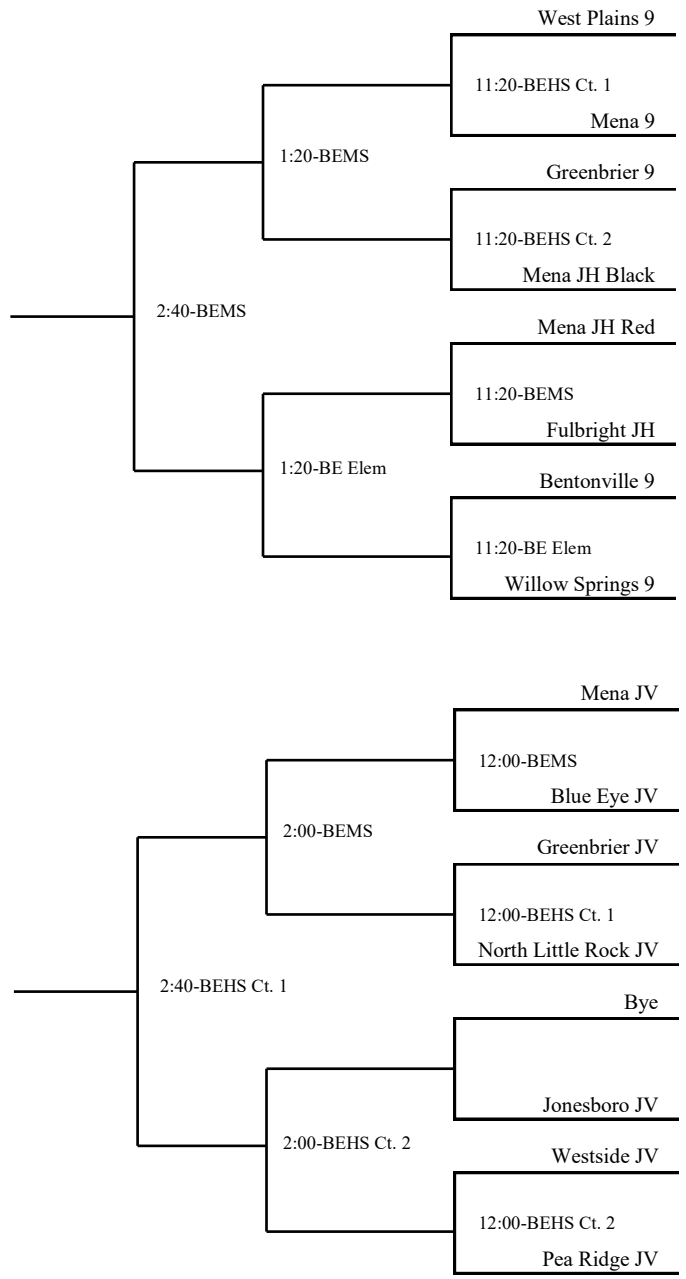 West Plains 9
11:20-BEHS Ct. 1
Mena 9
1:20-BEMS
Greenbrier 9
11:20-BEHS Ct. 2
Mena JH Black
2:40-BEMS
Mena JH Red
11:20-BEMS
Fulbright JH
1:20-BE Elem
Bentonville 9
11:20-BE Elem
Willow Springs 9
Mena JV
12:00-BEMS
Blue Eye JV
2:00-BEMS
Greenbrier JV
12:00-BEHS Ct. 1
North Little Rock JV
2:40-BEHS Ct. 1
Bye
Jonesboro JV
2:00-BEHS Ct. 2
Westside JV
12:00-BEHS Ct. 2
Pea Ridge JV